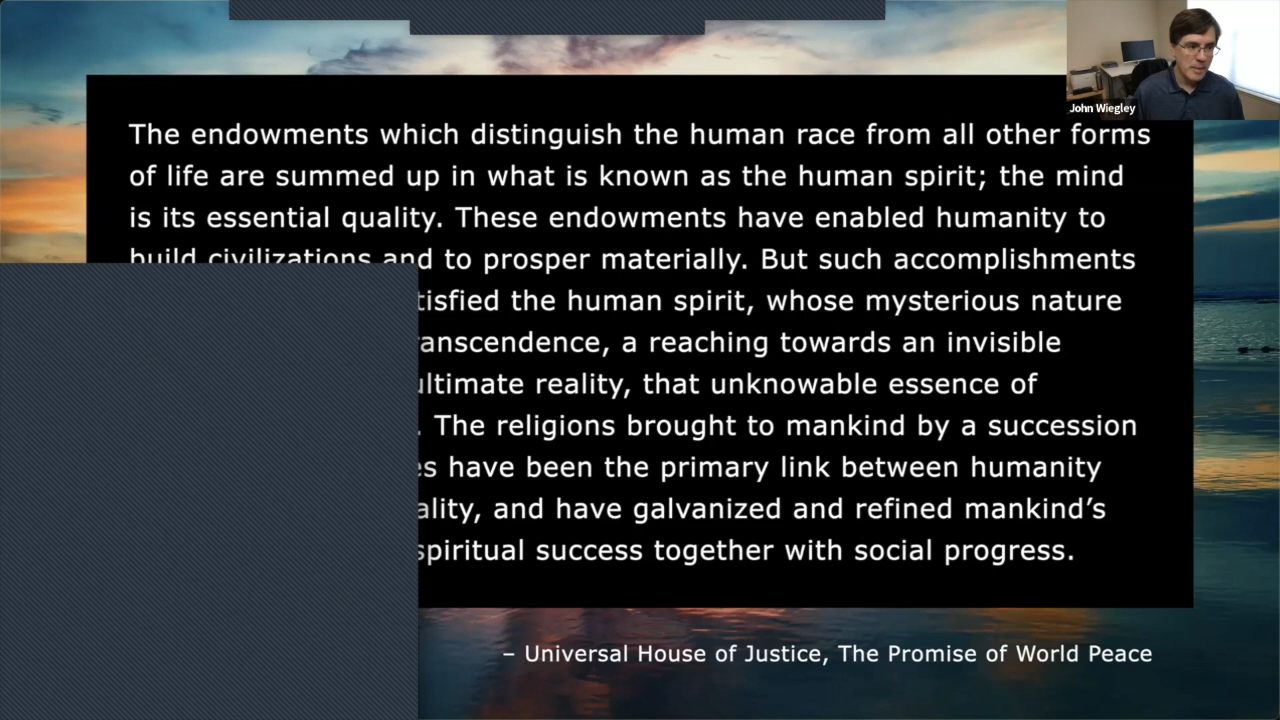 John Wiegley
The endowments which distinguish the human race from all other forms
of life are summed up in what is known as the human spirit; the mind
is its essential quality. These endowments have enabled humanity to
build civilizations and to prosper materially. But such accomplishments
the human spirit, whose mysterious nature
a reaching towards an invisible
ultimate reality, that unknowable essence of
The religions brought to mankind by a succession
have been the primary link between humanity
and have galvanized and refined mankind’s
spiritual success together with social progress.
– Universal House of Justice, The Promise of World Peace